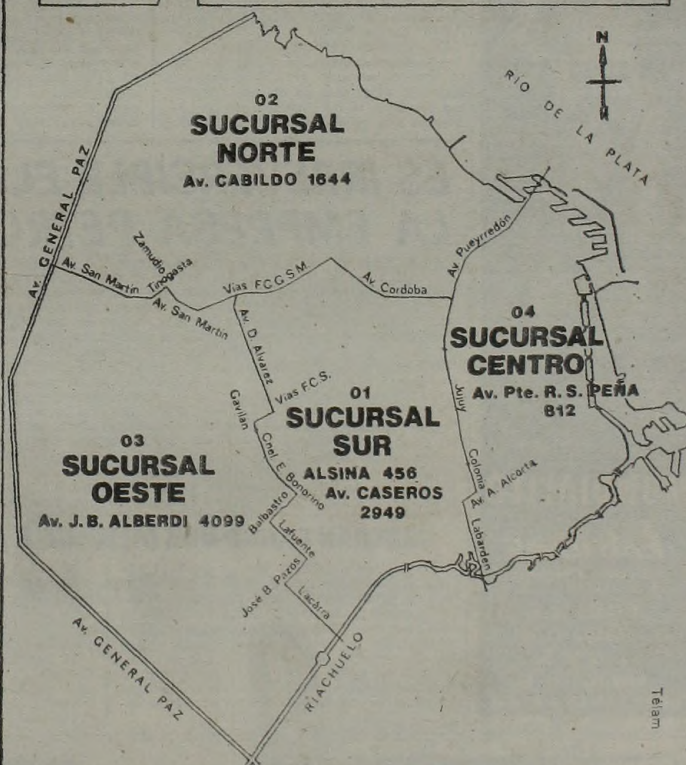 N
RIO DE LA PLATA
02
SUCURSAL
NORTE
Av. CABILDO 1644
Av. GENERAL PAZ
Av. San Martín
Zamudio
Tinogasta
Av. San Martín
Vias F.C.G.S.M
Av. Cordoba
Av. Pueyrredón
04
SUCURSAL
CENTRO
Av. Pte. R. S. PEÑA
812
Av. D. Alvarez
Vias F.C.S.
Gavilan
Cnel. E. Bonorino
01
SUCURSAL
SUR
ALSINA 456
Av. CASEROS
2949
Jujuy
Colonia
Av. A. Alcorta
Labarden
03
SUCURSAL
OESTE
Av. J. B. ALBERDI 4099
Balbastro
Lafuente
José B. Pazos
Lacarra
RIACHUELO
Av. GENERAL PAZ
Télam